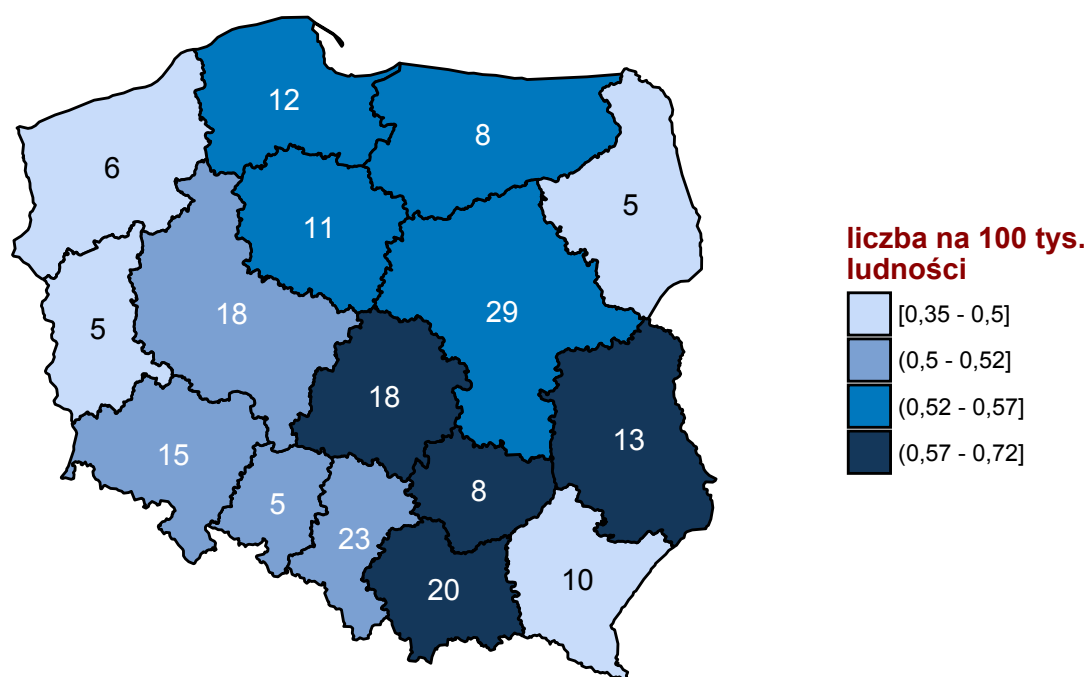 12
8
6
5
11
29
18
5
18
13
15
8
5
23
20
10
liczba na 100 tys.
ludności
[0,35 - 0,5]
(0,5 - 0,52]
(0,52 - 0,57]
(0,57 - 0,72]